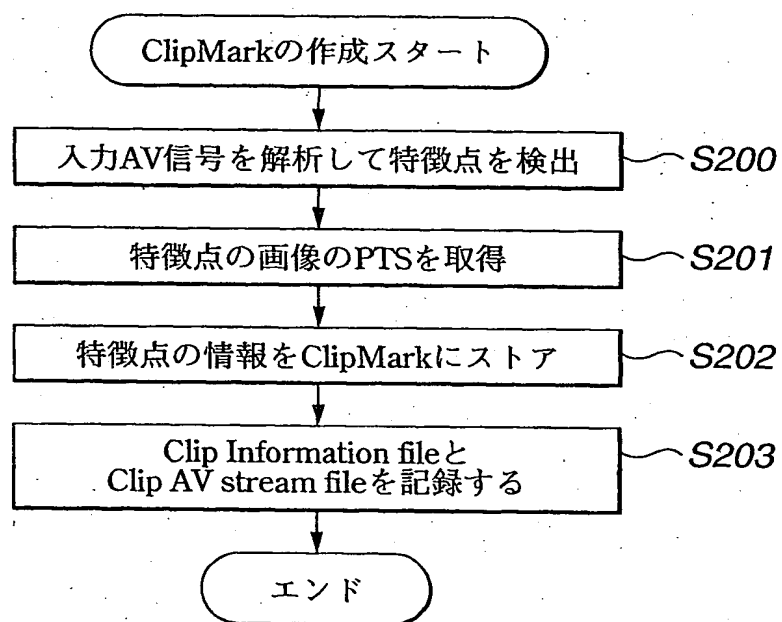 ClipMarkの作成スタート
入力AV信号を解析して特徴点を検出
S200
特徴点の画像のPTSを取得
S201
特徴点の情報をClipMarkにストア
S202
Clip Information fileと
Clip AV stream fileを記録する
S203
エンド